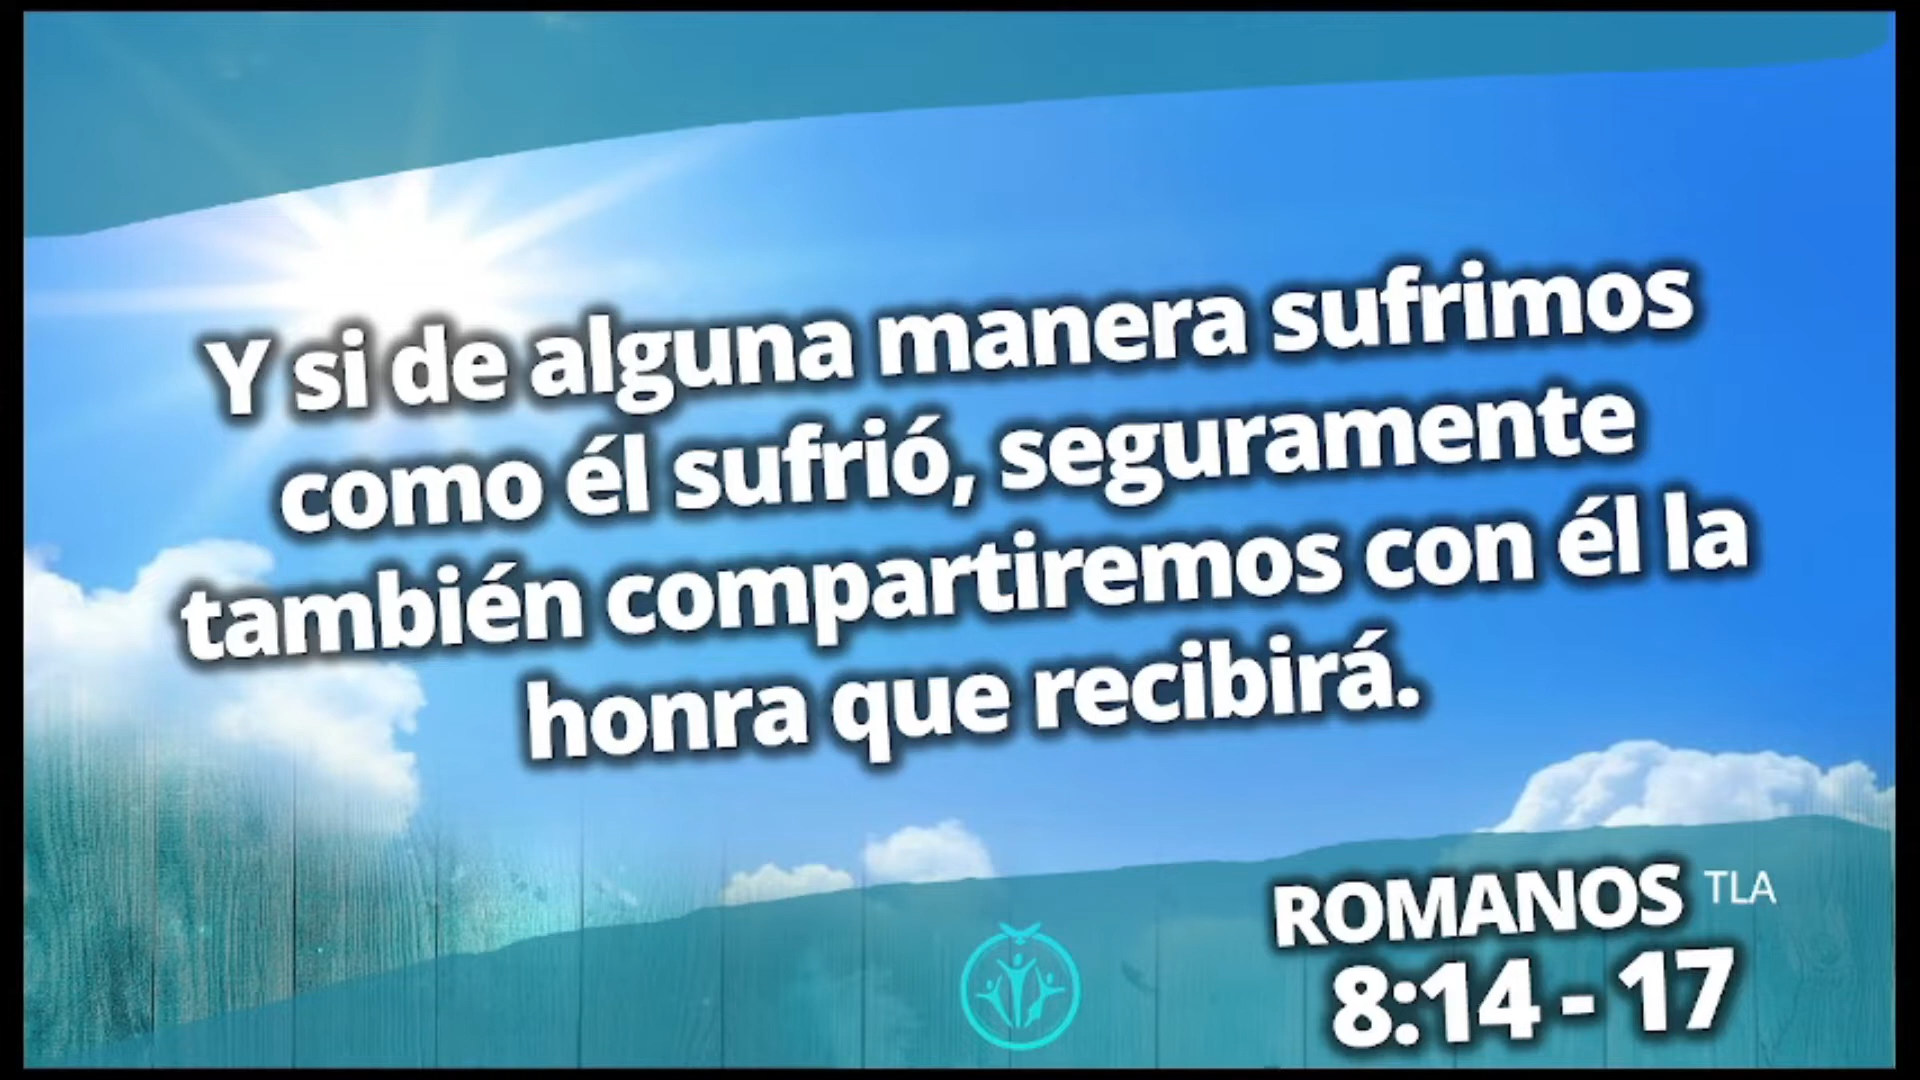 Y si de alguna manera sufrimos
como él sufrió, seguramente
también compartiremos con él la
honra que recibirá.
ROMANOS TLA
8:14 - 17